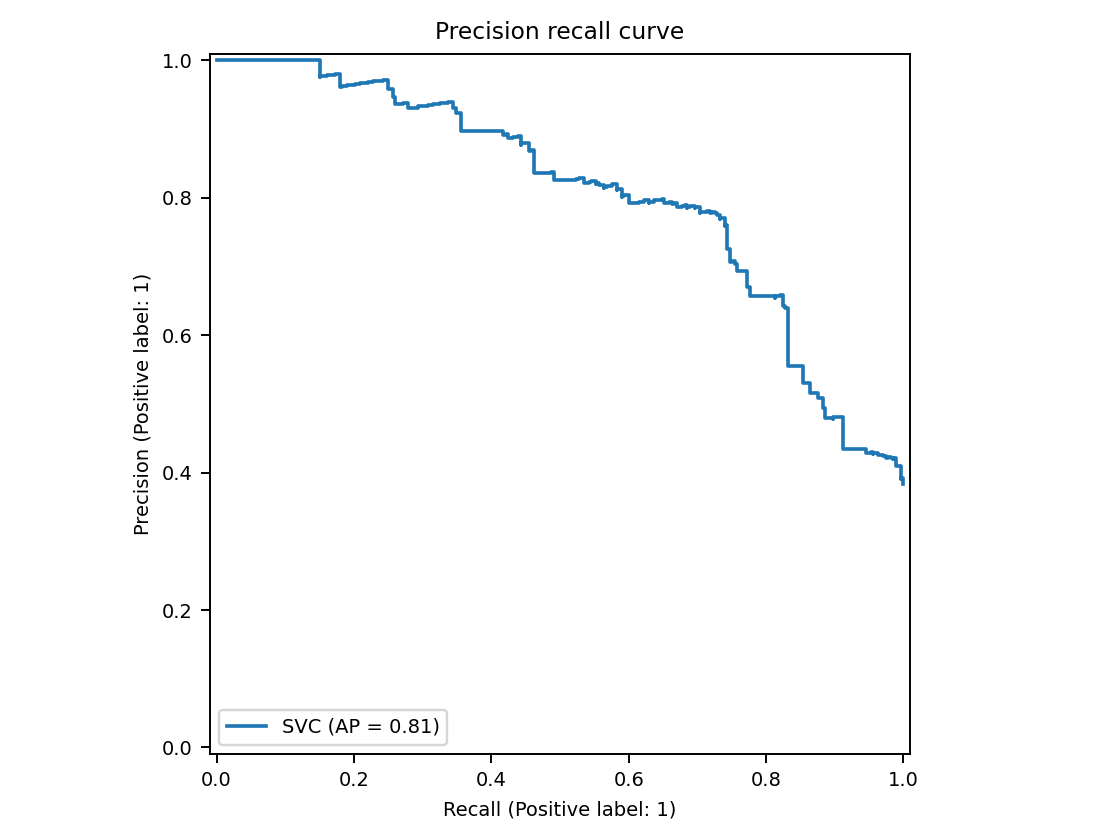 Precision recall curve
1.0
0.8
0.6
0.4
0.2
0.0
Precision (Positive label: 1)
SVC (AP = 0.81)
0.0 0.2 0.4 0.6 0.8 1.0
Recall (Positive label: 1)